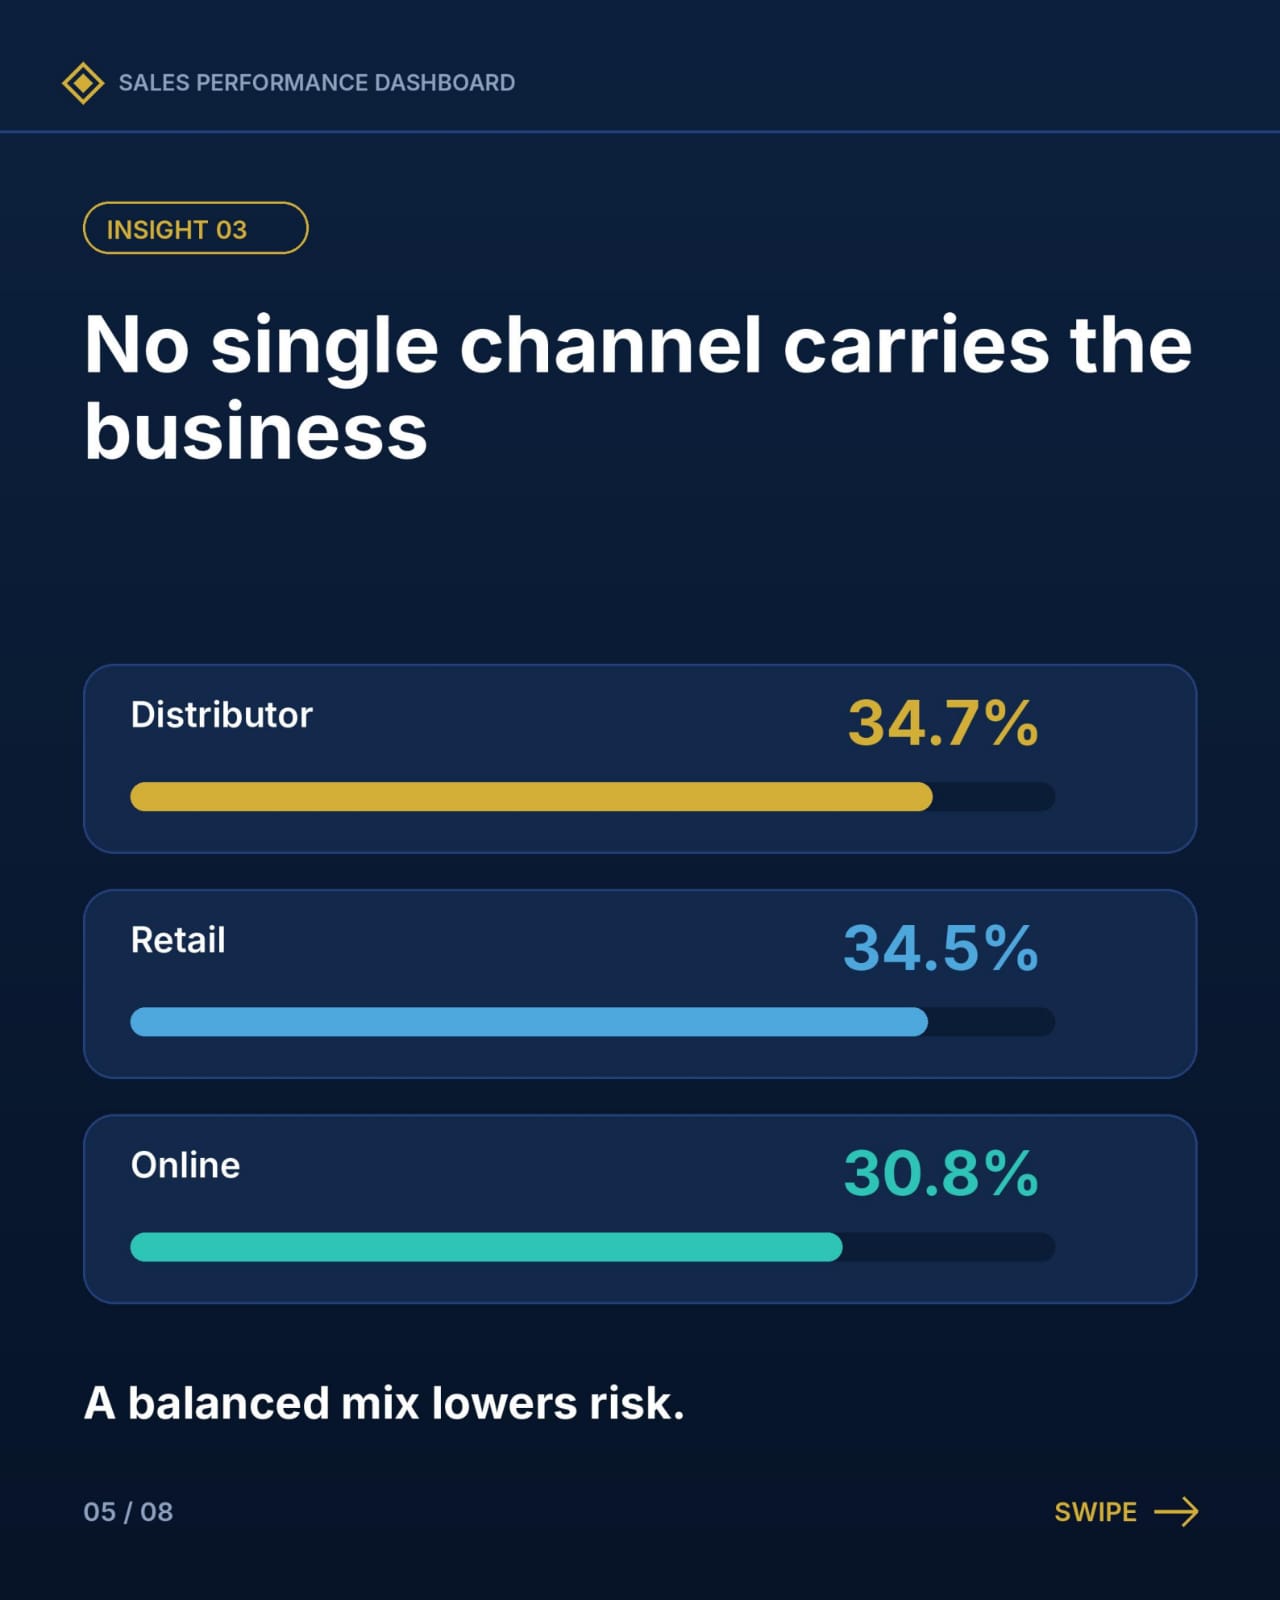 SALES PERFORMANCE DASHBOARD
INSIGHT 03
No single channel carries the
business
Distributor
34.7%
Retail
34.5%
Online
30.8%
A balanced mix lowers risk.
05 / 08
SWIPE